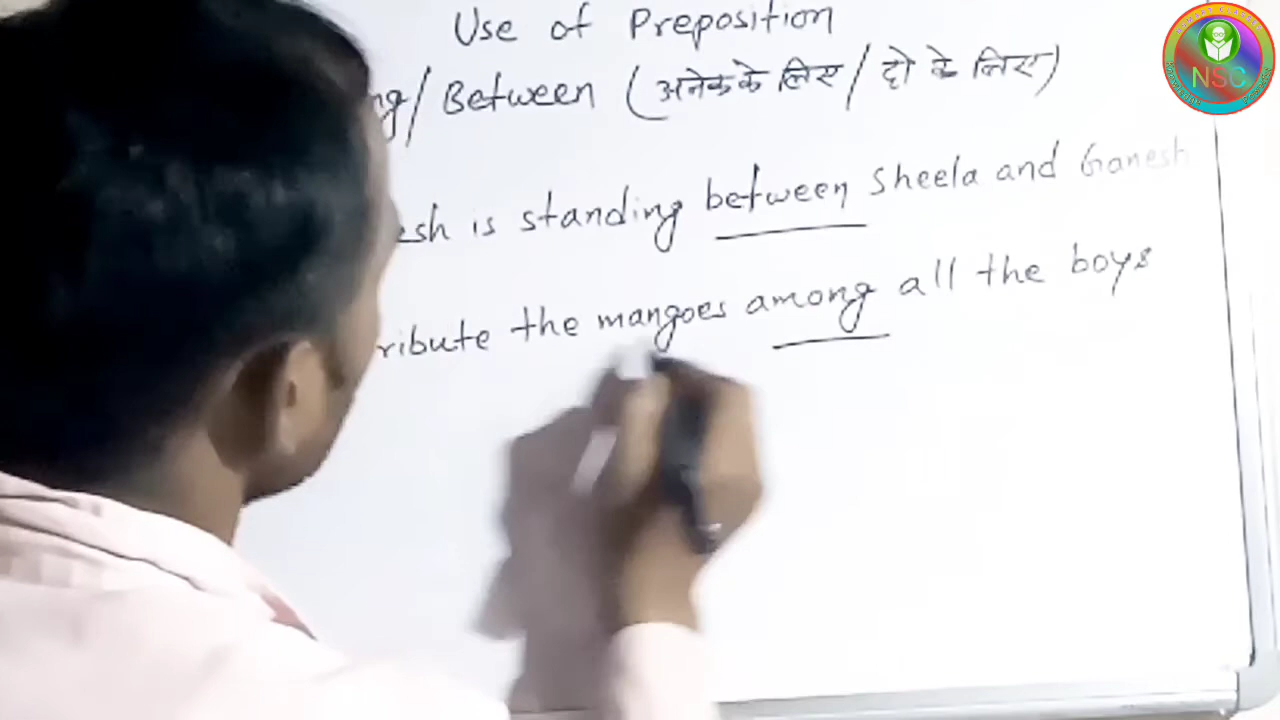 Use of Preposition
ng/Between (अनेक के लिए/दो के लिए)
esh is standing between Sheela and Ganesh
ribute the mangoes among all the boys
NSC